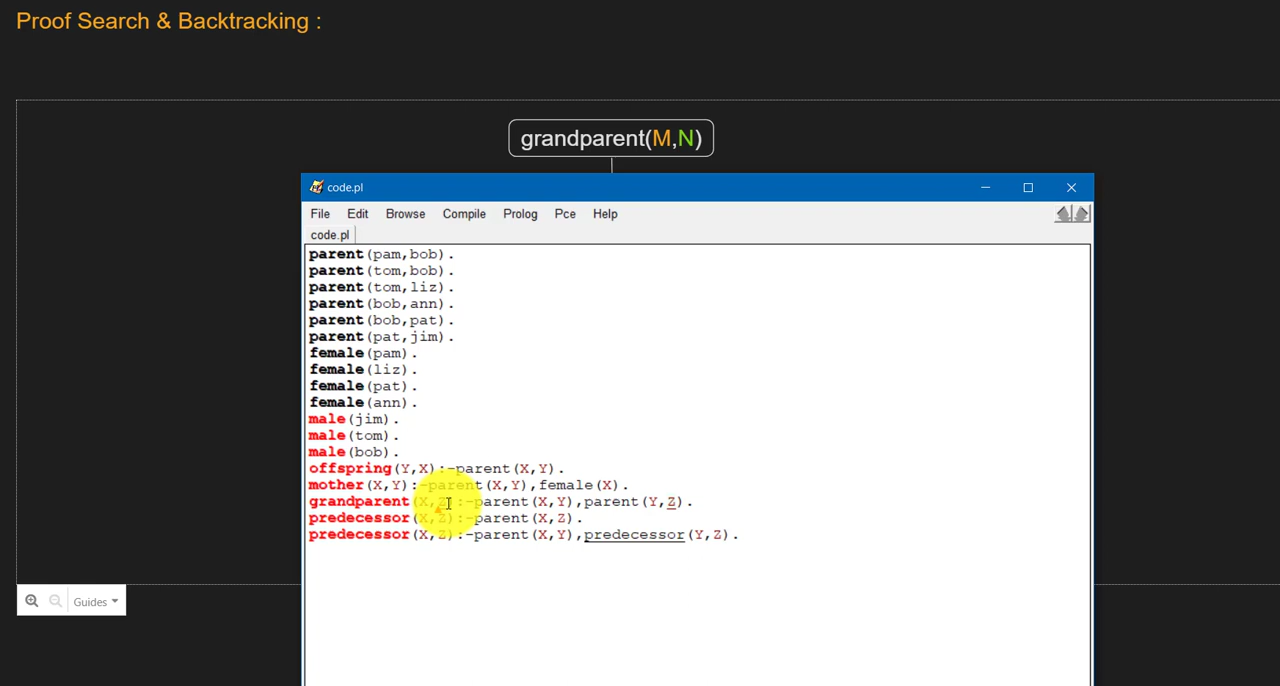 Proof Search & Backtracking :
grandparent(M,N)
code.pl
File Edit Browse Compile Prolog Pce Help
code.pl
parent(pam,bob).
parent(tom,bob).
parent(tom,liz).
parent(bob,ann).
parent(bob,pat).
parent(pat,jim).
female(pam).
female(liz).
female(pat).
female(ann).
male(jim).
male(tom).
male(bob).
offspring(Y,X):-parent(X,Y).
mother(X,Y):-parent(X,Y),female(X).
grandparent(X,Z):-parent(X,Y),parent(Y,Z).
predecessor(X,Z):-parent(X,Z).
predecessor(X,Z):-parent(X,Y),predecessor(Y,Z).
Guides